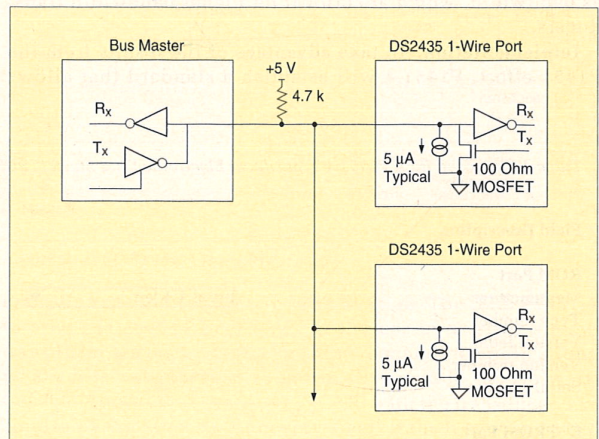 Bus Master
Rx
Tx
+5 V
4.7 k
DS2435 1-Wire Port
Rx
Tx
5 µA
Typical
100 Ohm
MOSFET
DS2435 1-Wire Port
Rx
Tx
5 µA
Typical
100 Ohm
MOSFET